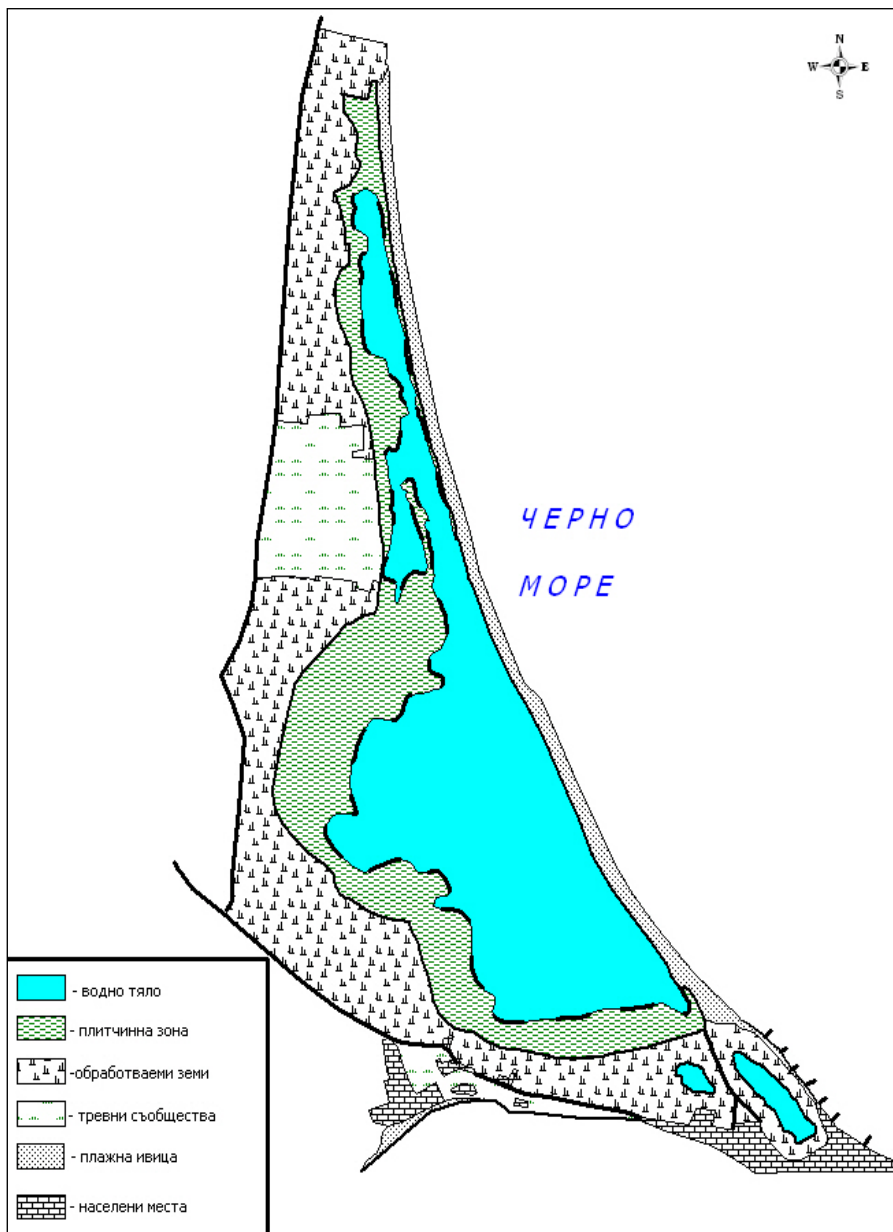 N
W E
S
ЧЕРНО
МОРЕ
- водно тяло
- плитчинна зона
-обработваеми земи
- тревни съобщества
- плажна ивица
- населени места